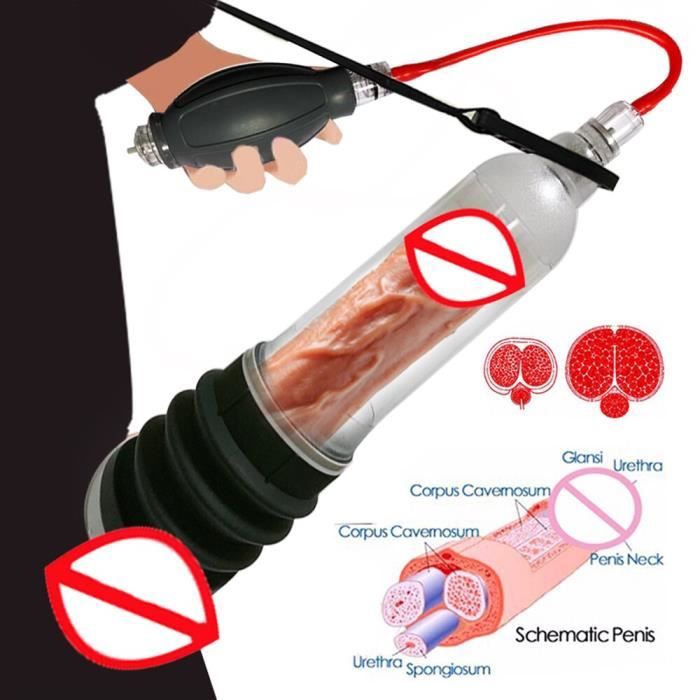 Glansi
Urethra
Corpus Cavernosum
Corpus Cavernosum
Penis Neck
Schematic Penis
Urethra
Spongiosum